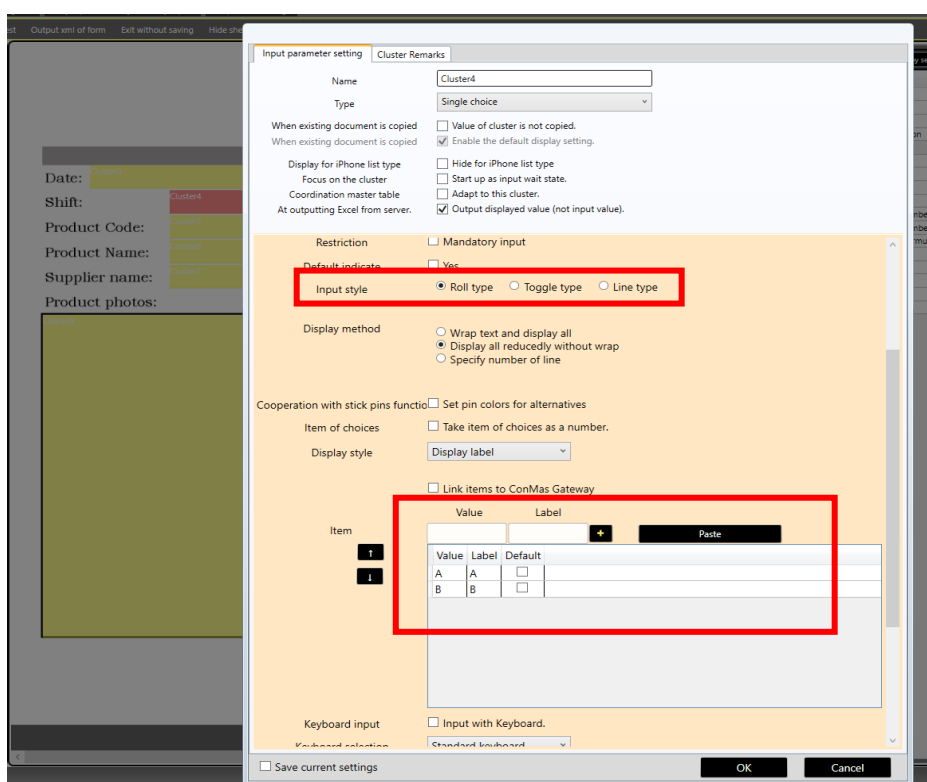 Output xml of form Exit without saving Hide she
Input parameter setting Cluster Remarks
Name Cluster4
Type Single choice
When existing document is copied Value of cluster is not copied.
When existing document is copied Enable the default display setting.
Display for iPhone list type Hide for iPhone list type
Focus on the cluster Start up as input wait state.
Coordination master table Adapt to this cluster.
At outputting Excel from server. Output displayed value (not input value).
Date:
Shift: Cluster4
Product Code:
Product Name:
Supplier name:
Product photos:
Restriction Mandatory input
Default indicate Yes
Input style Roll type Toggle type Line type
Display method Wrap text and display all
Display all reducedly without wrap
Specify number of line
Cooperation with stick pins functio Set pin colors for alternatives
Item of choices Take item of choices as a number.
Display style Display label
Link items to ConMas Gateway
Value Label
Item + Paste
↑
↓
Value Label Default
A A
B B
Keyboard input Input with Keyboard.
Keyboard selection Standard keyboard
Save current settings OK Cancel